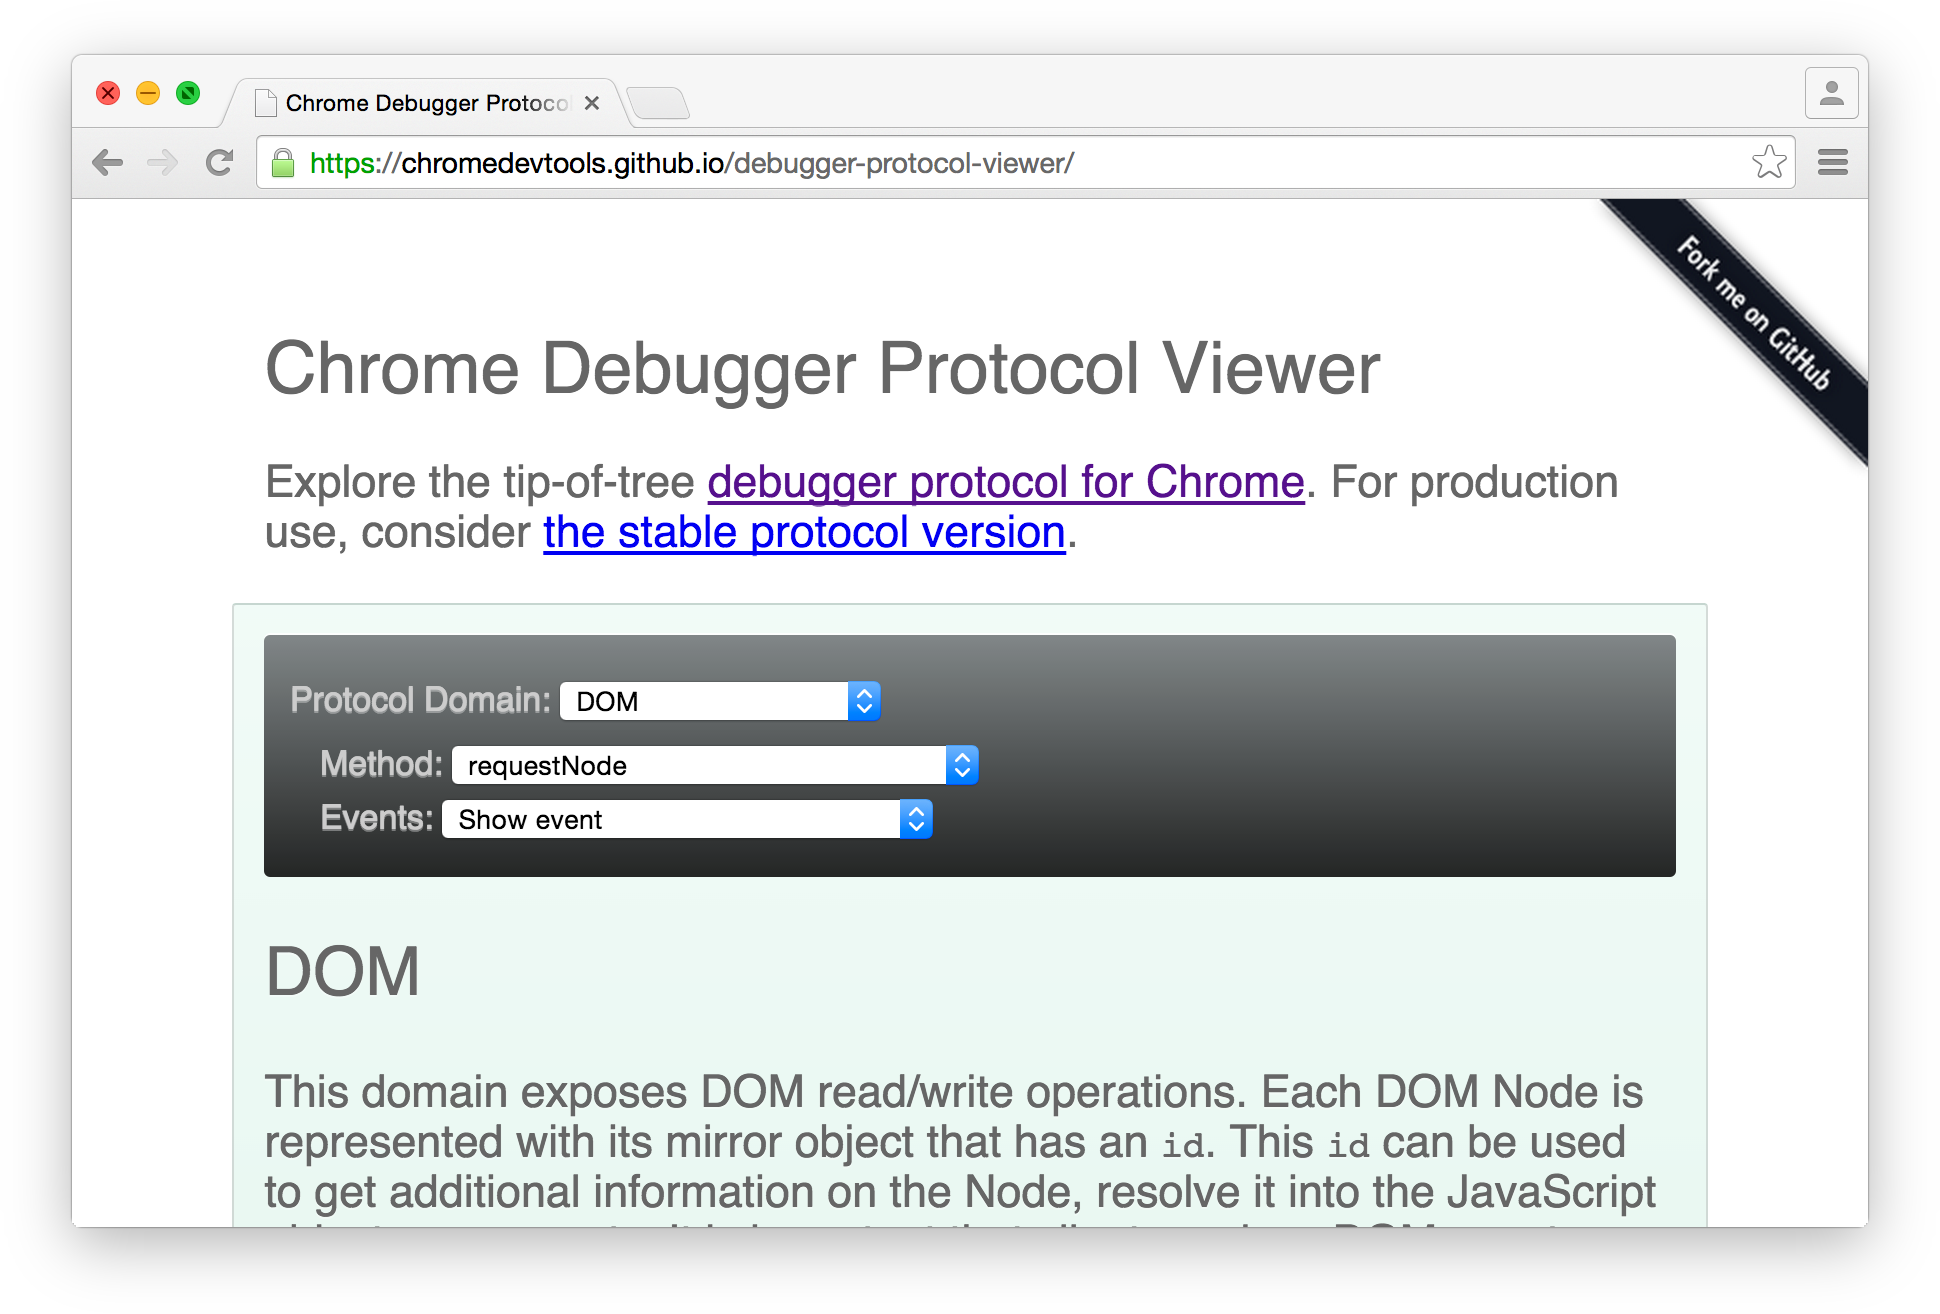 Chrome Debugger Protocol
https://chromedevtools.github.io/debugger-protocol-viewer/
Fork me on GitHub
Chrome Debugger Protocol Viewer
Explore the tip-of-tree debugger protocol for Chrome. For production
use, consider the stable protocol version.
Protocol Domain: DOM
Method: requestNode
Events: Show event
DOM
This domain exposes DOM read/write operations. Each DOM Node is
represented with its mirror object that has an id. This id can be used
to get additional information on the Node, resolve it into the JavaScript